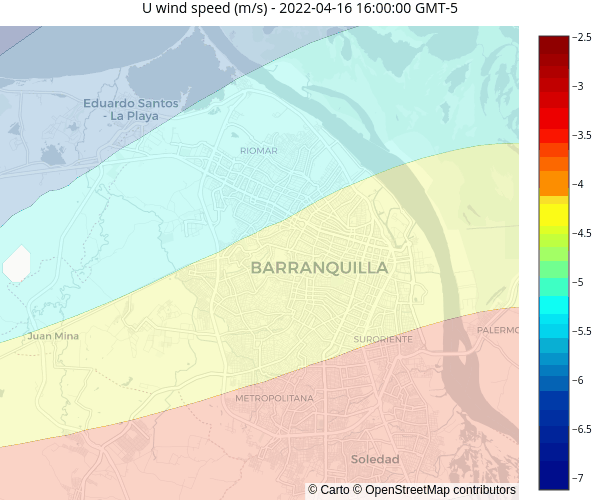 U wind speed (m/s) - 2022-04-16 16:00:00 GMT-5
−2.5
Eduardo Santos
- La Playa
−3
−3.5
RIOMAR
−4
−4.5
BARRANQUILLA
−5
Juan Mina
SURORIENTE
PALERMO
−5.5
METROPOLITANA
−6
−6.5
Soledad
−7
© Carto © OpenStreetMap contributors